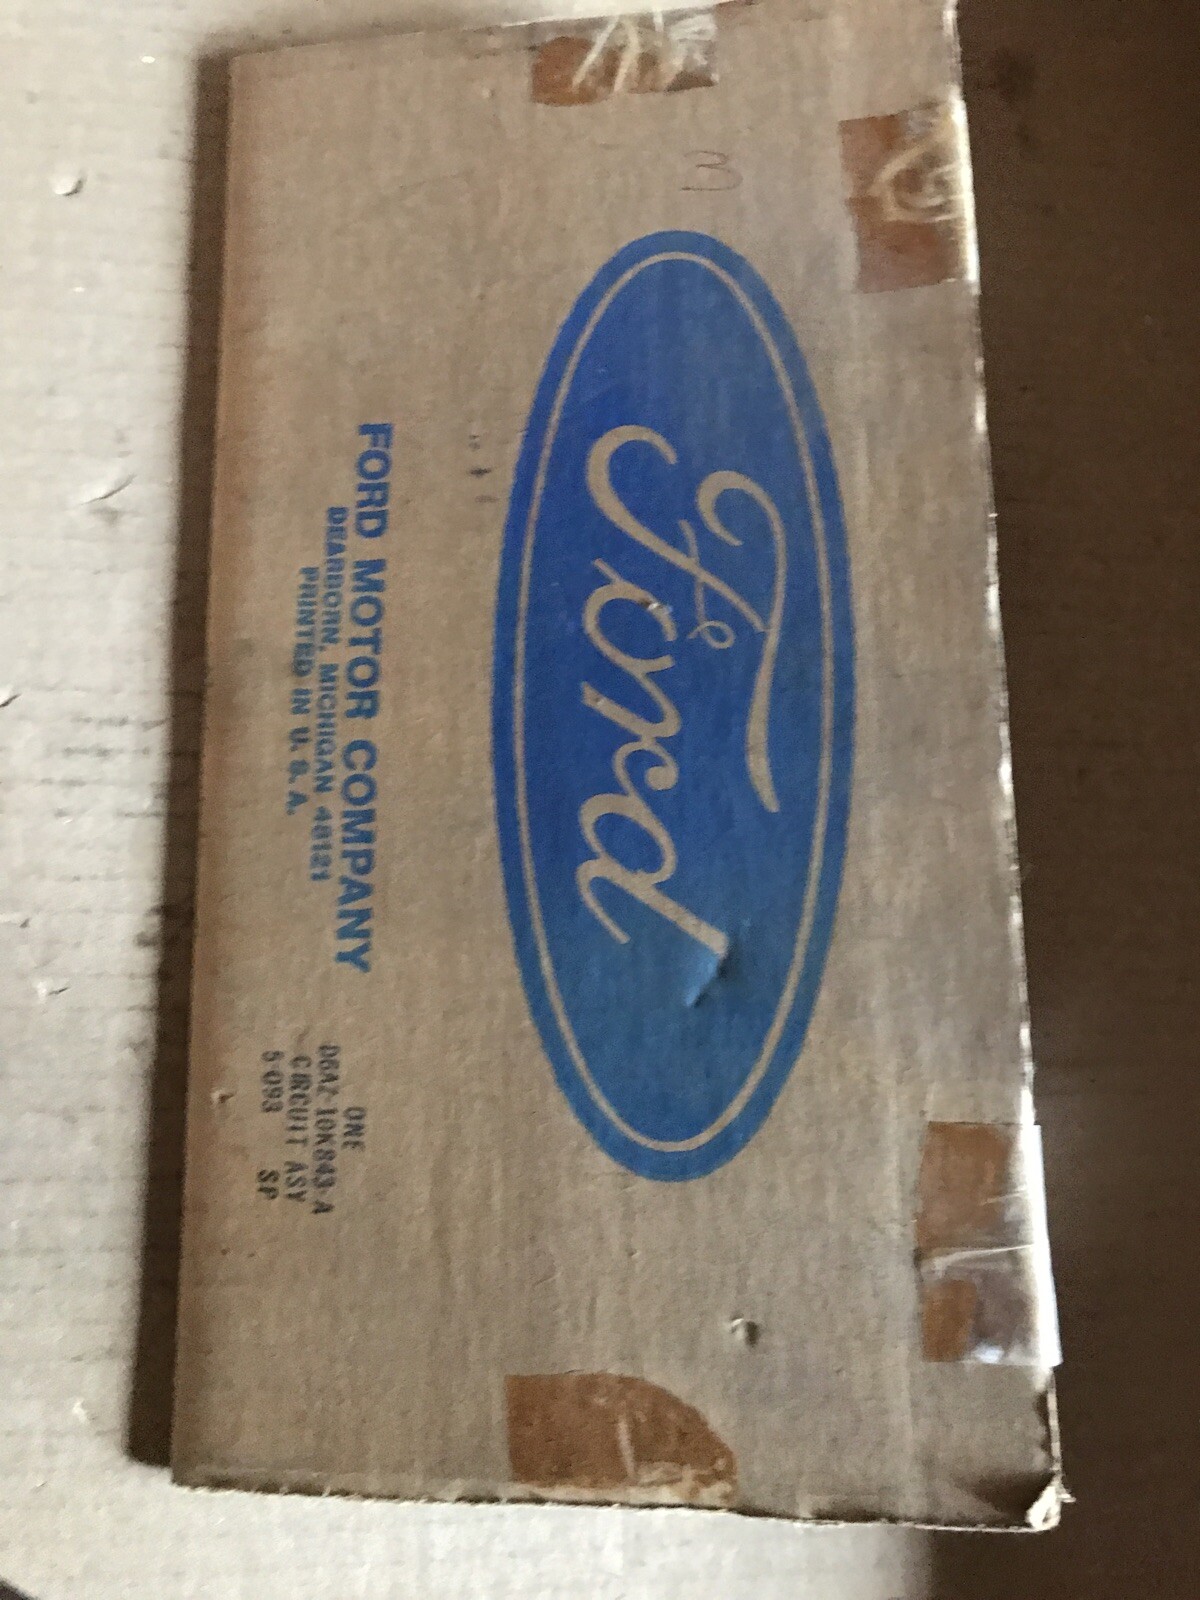 3
Ford
FORD MOTOR COMPANY
DEARBORN, MICHIGAN 48121
PRINTED IN U. S. A.
ONE
D6AZ-10K843-A
CIRCUIT ASY
5-093 SP